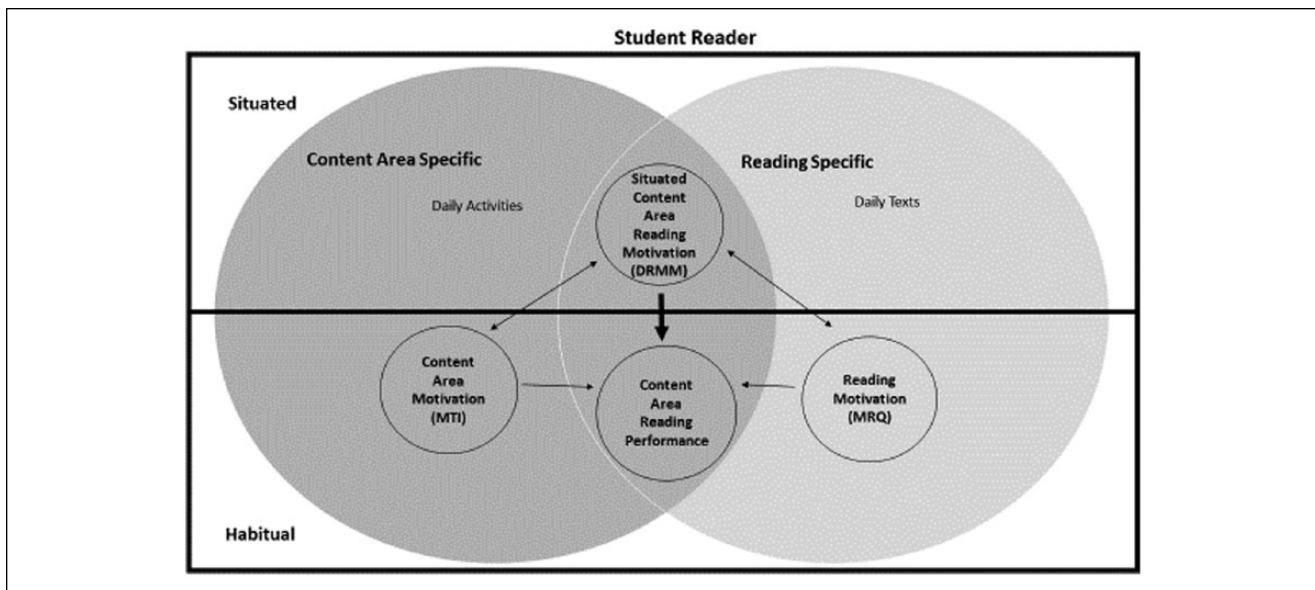 Student Reader
Situated
Content Area Specific
Reading Specific
Daily Activities
Daily Texts
Situated
Content
Area
Reading
Motivation
(DRMM)
Content
Area
Motivation
(MTI)
Content
Area
Reading
Performance
Reading
Motivation
(MRQ)
Habitual